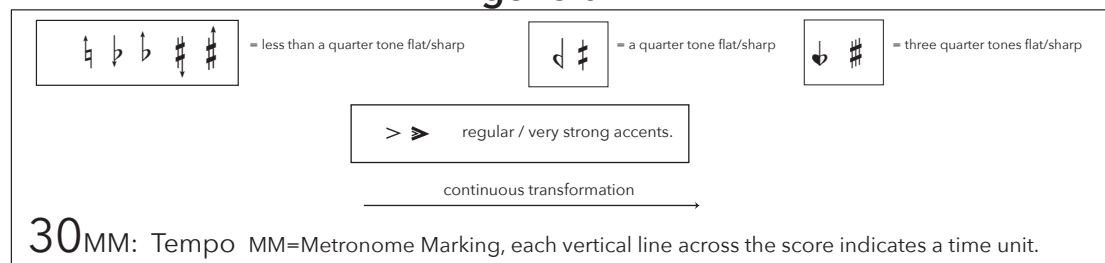 = less than a quarter tone flat/sharp
= a quarter tone flat/sharp
= three quarter tones flat/sharp
> regular / very strong accents.
continuous transformation
30MM: Tempo MM=Metronome Marking, each vertical line across the score indicates a time unit.